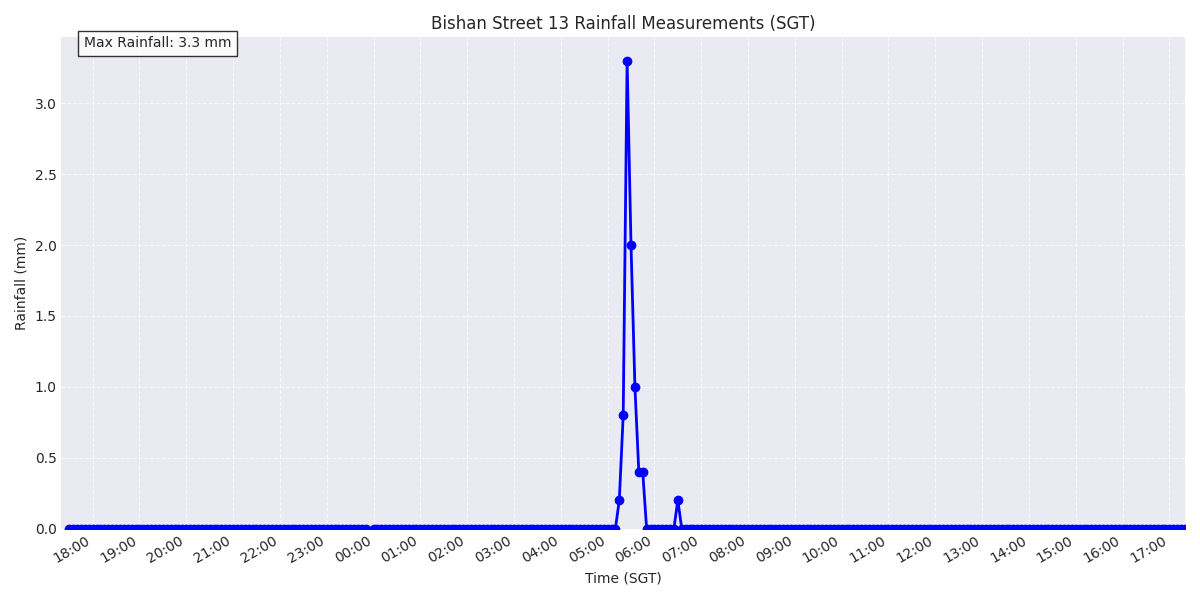 Bishan Street 13 Rainfall Measurements (SGT)
Max Rainfall: 3.3 mm
Rainfall (mm)
3.0
2.5
2.0
1.5
1.0
0.5
0.0
18:00 19:00 20:00 21:00 22:00 23:00 00:00 01:00 02:00 03:00 04:00 05:00 06:00 07:00 08:00 09:00 10:00 11:00 12:00 13:00 14:00 15:00 16:00 17:00
Time (SGT)